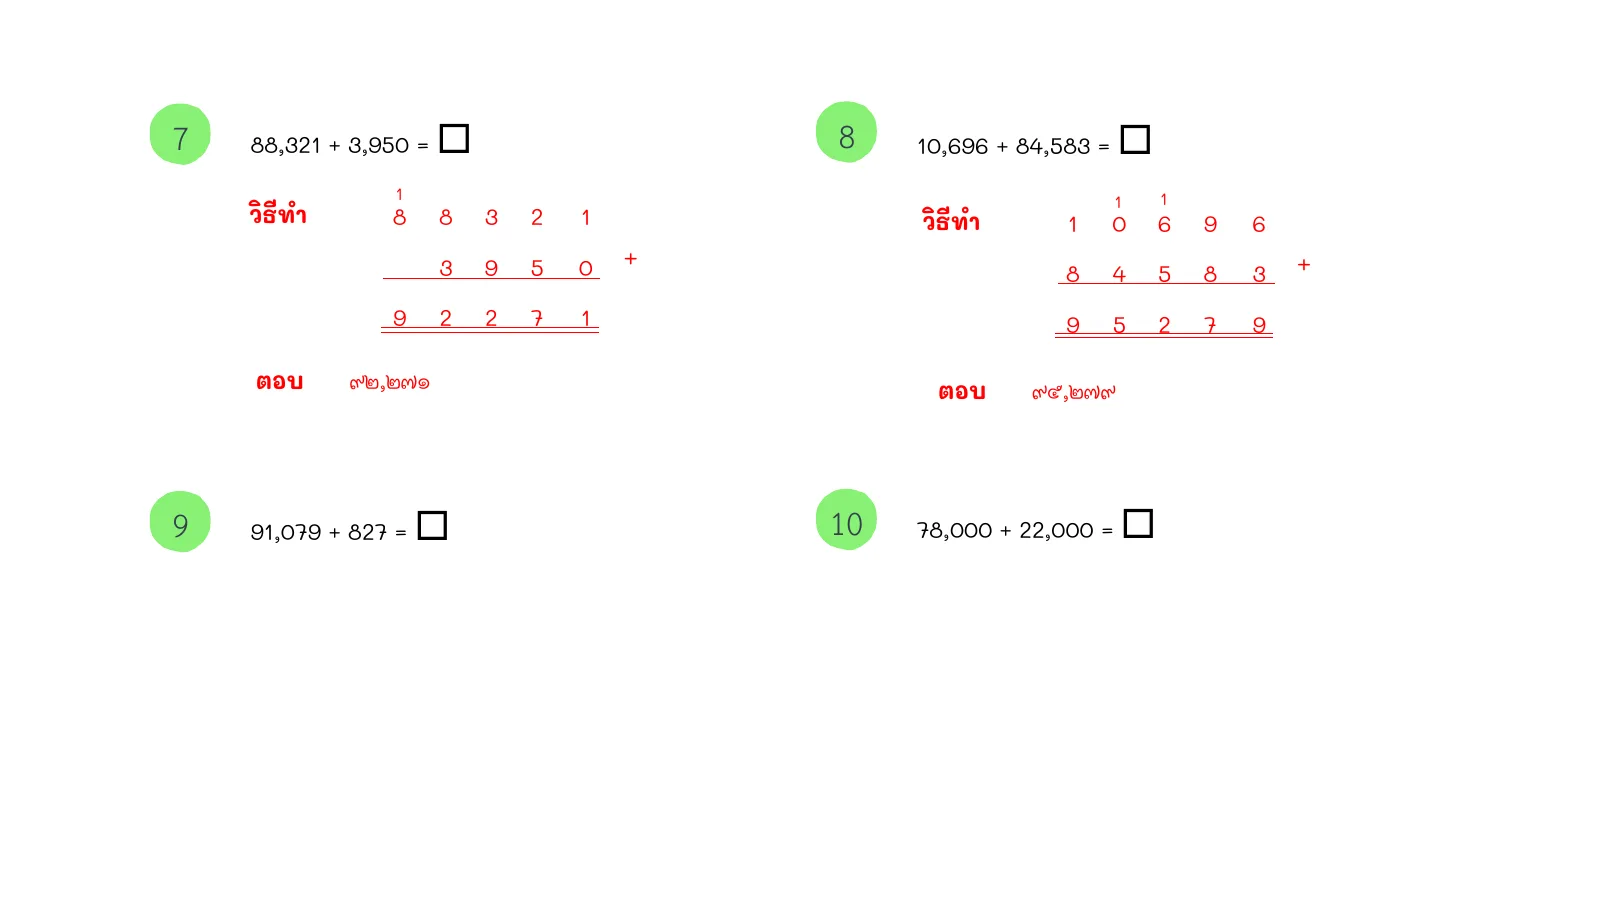 7
88,321 + 3,950 = □
วิธีทำ
1
8 8 3 2 1
3 9 5 0 +
9 2 2 7 1
ตอบ ๙๒,๒๗๑
8
10,696 + 84,583 = □
วิธีทำ
1 1
1 0 6 9 6
8 4 5 8 3 +
9 5 2 7 9
ตอบ ๙๕,๒๗๙
9
91,079 + 827 = □
10
78,000 + 22,000 = □